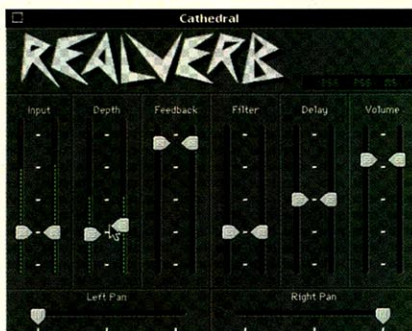 Cathedral
REALVERB
Input Depth Feedback Filter Delay Volume
Left Pan Right Pan